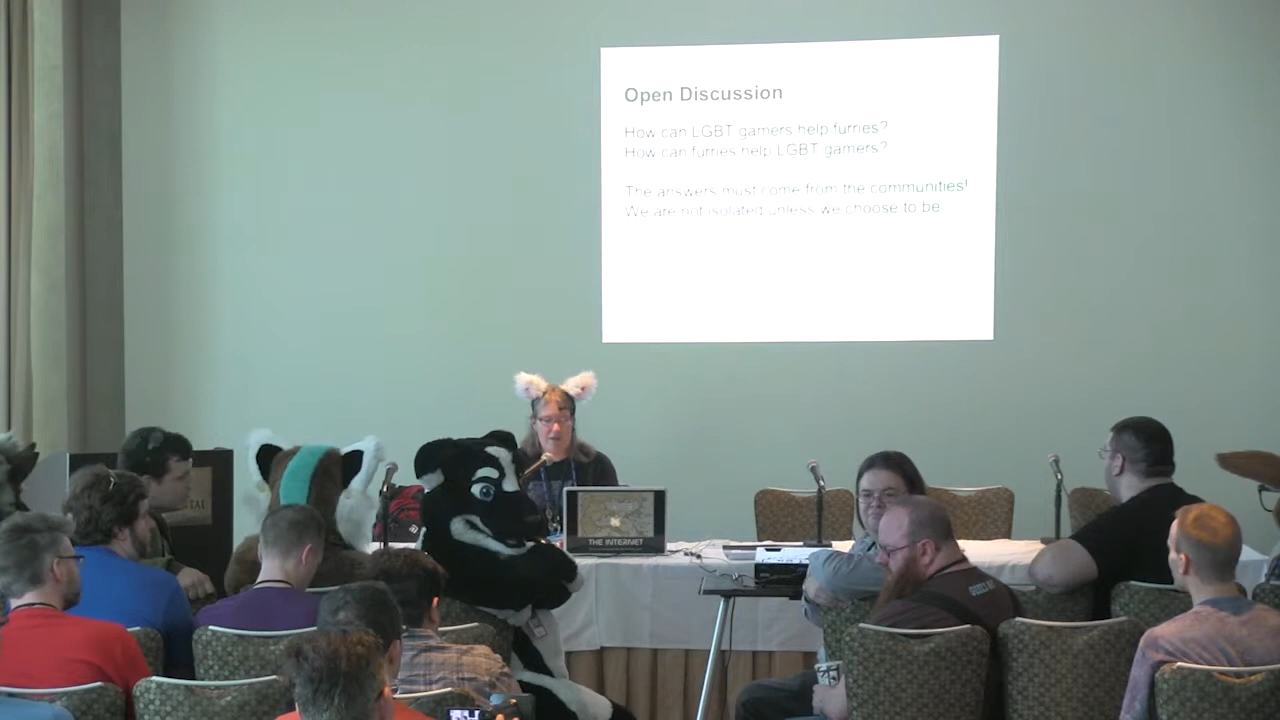 Open Discussion
How can LGBT gamers help furries?
How can furries help LGBT gamers?
The answers must come from the communities!
We are not isolated unless we choose to be
THE INTERNET